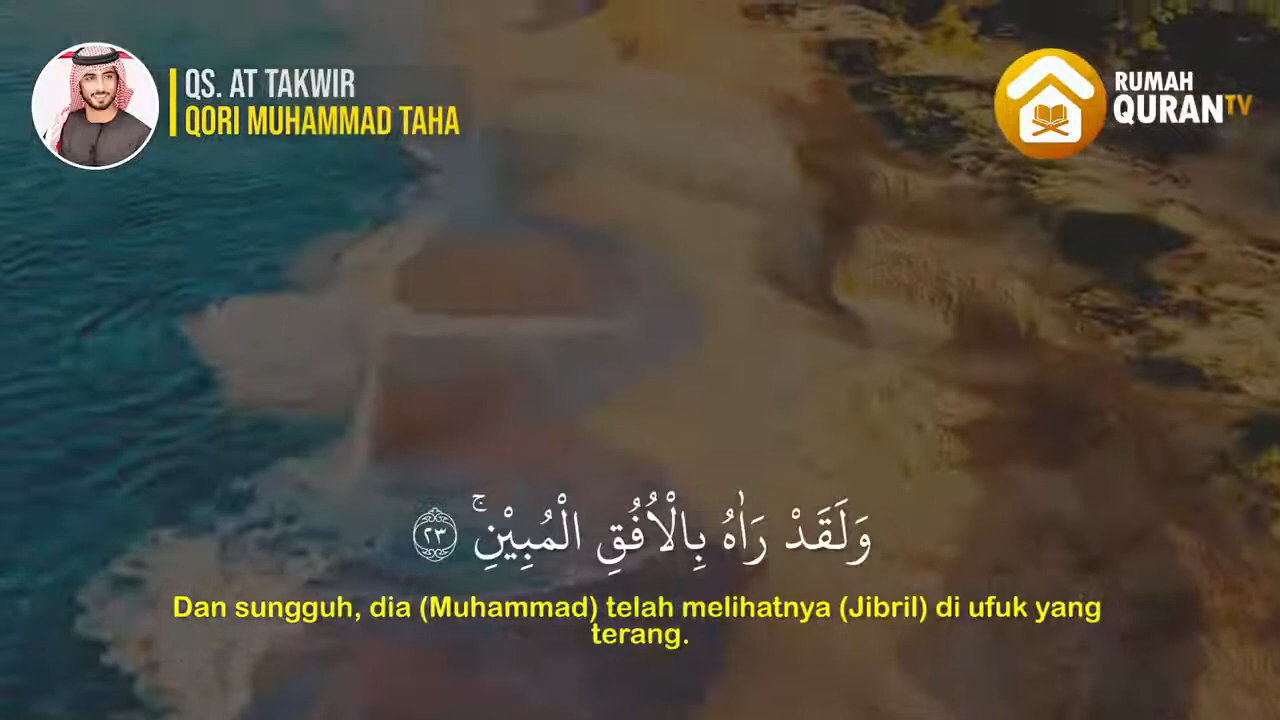 QS. AT TAKWIR
QORI MUHAMMAD TAHA
RUMAH
QURANTV
وَلَقَدْ رَاٰهُ بِالْاُفُقِ الْمُبِيْنِۚ ٢٣
Dan sungguh, dia (Muhammad) telah melihatnya (Jibril) di ufuk yang
terang.